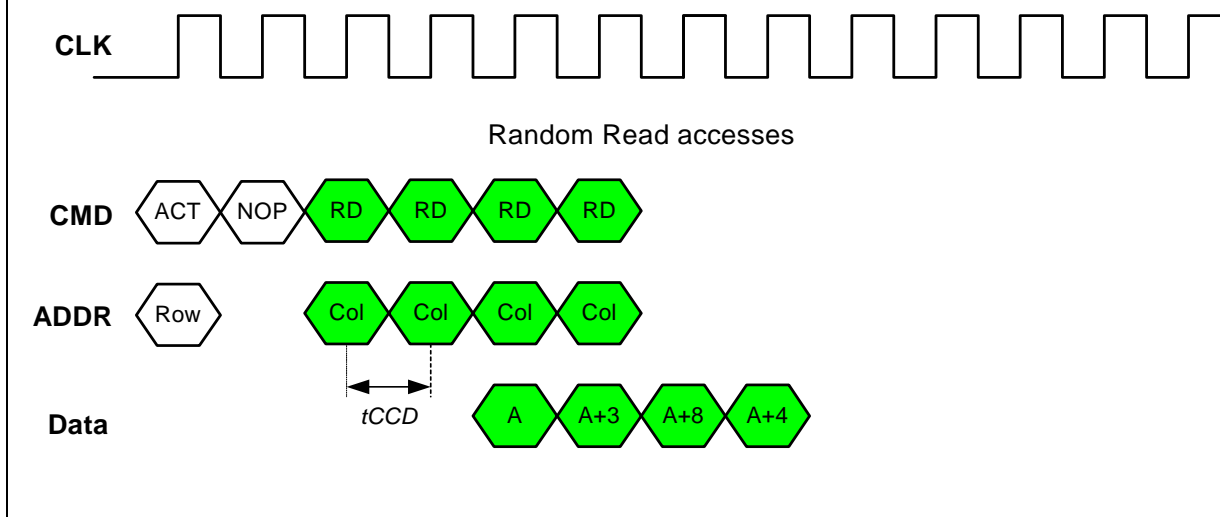 CLK
Random Read accesses
CMD ACT NOP RD RD RD RD
ADDR Row Col Col Col Col
tCCD
Data A A+3 A+8 A+4